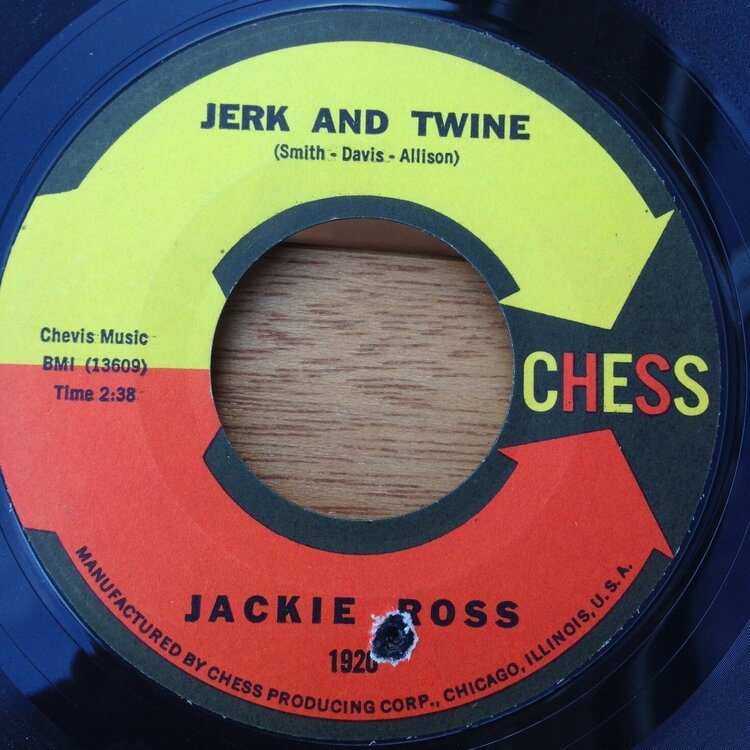 JERK AND TWINE
(Smith - Davis - Allison)
Chevis Music
BMI (13609)
Time 2:38
CHESS
JACKIE ROSS
1920
MANUFACTURED BY CHESS PRODUCING CORP., CHICAGO, ILLINOIS, U. S. A.